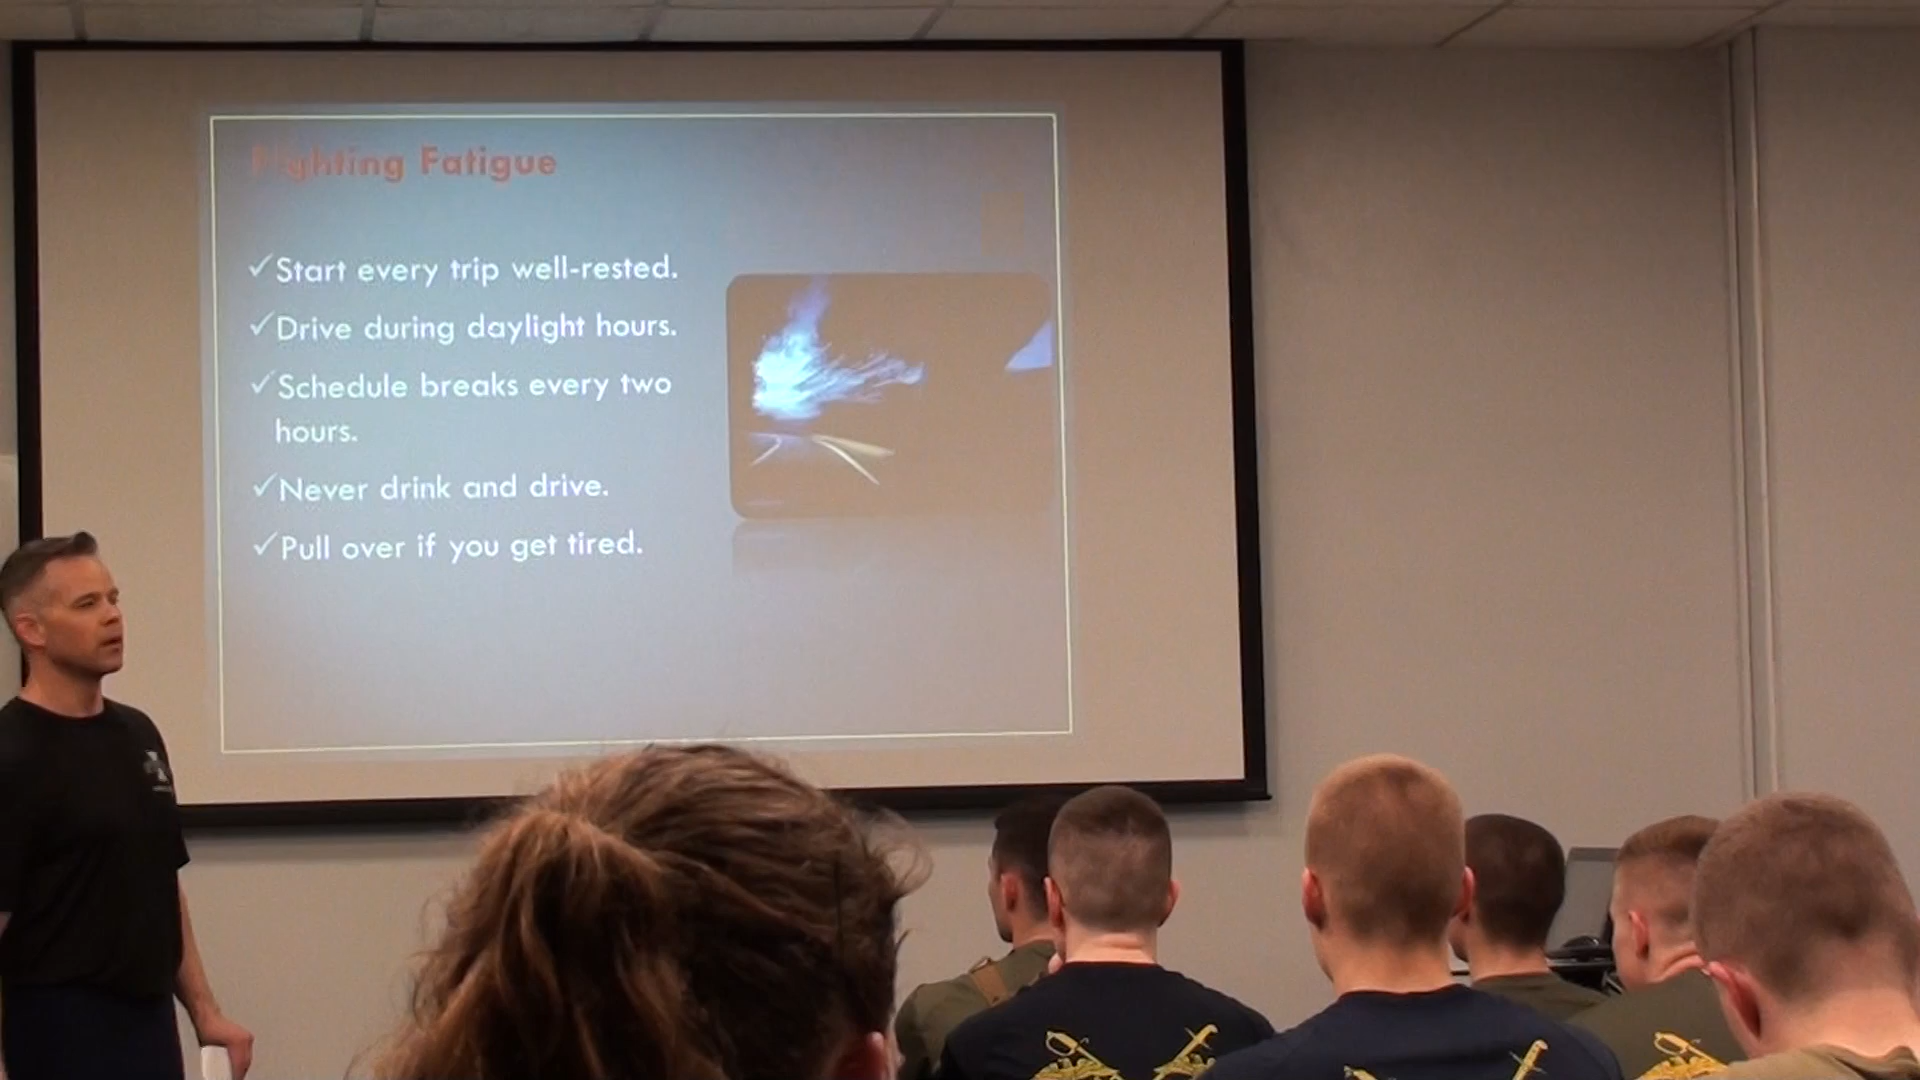 Fighting Fatigue
✓Start every trip well-rested.
✓Drive during daylight hours.
✓Schedule breaks every two
hours.
✓Never drink and drive.
✓Pull over if you get tired.